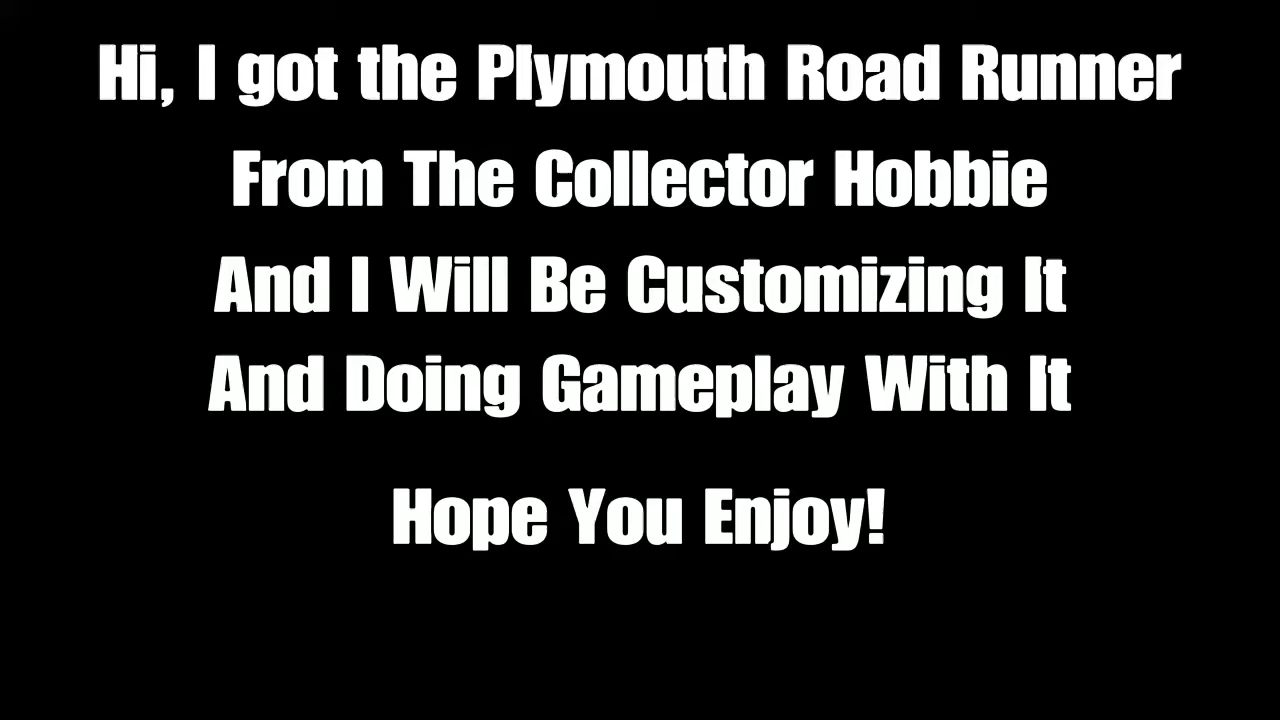 Hi, I got the Plymouth Road Runner
From The Collector Hobbie
And I Will Be Customizing It
And Doing Gameplay With It
Hope You Enjoy!